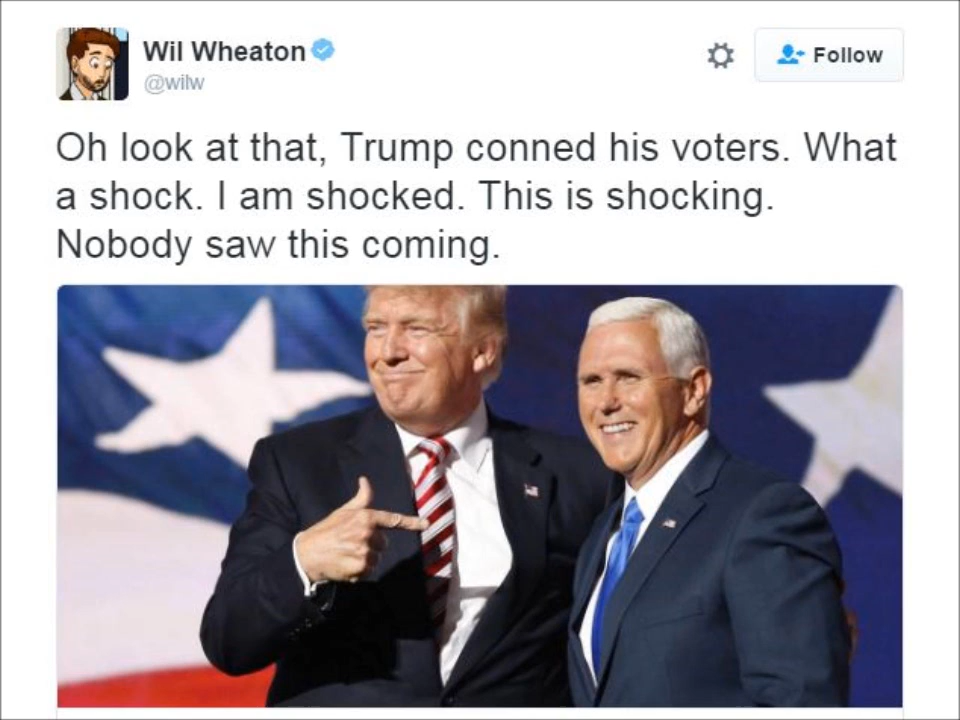 Wil Wheaton
@wilw
Follow
Oh look at that, Trump conned his voters. What
a shock. I am shocked. This is shocking.
Nobody saw this coming.